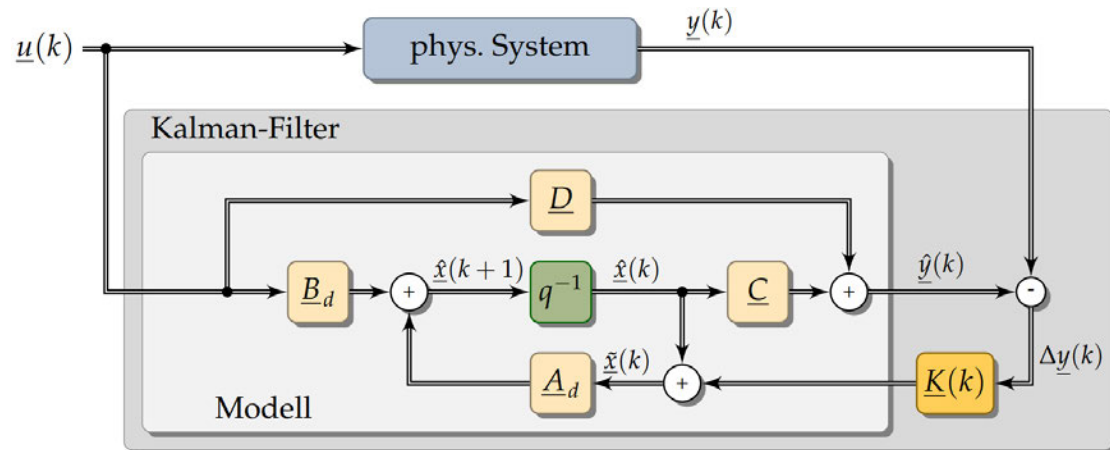 u(k)
phys. System
y(k)
Kalman-Filter
D
B_d
+
x̂(k + 1)
q⁻¹
x̂(k)
C
+
ŷ(k)
-
A_d
x̃(k)
+
K(k)
Δy(k)
Modell